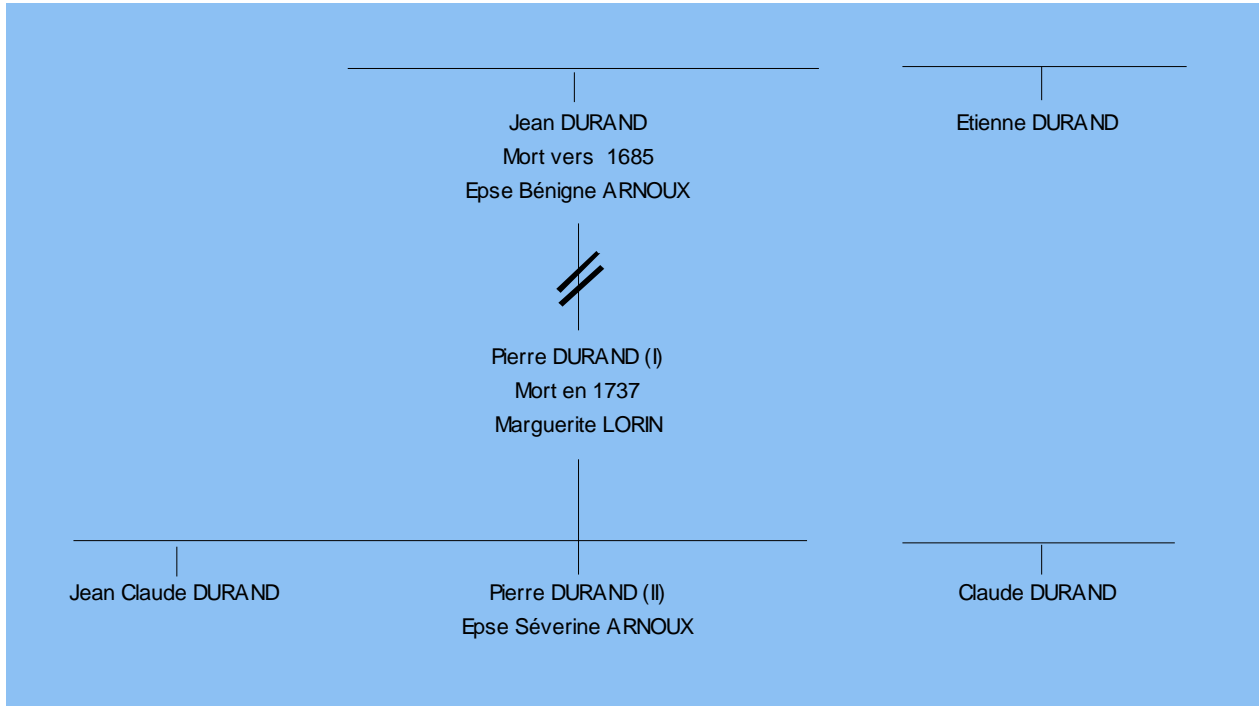 Jean DURAND
Mort vers 1685
Epse Bénigne ARNOUX
Etienne DURAND
Pierre DURAND (I)
Mort en 1737
Marguerite LORIN
Jean Claude DURAND
Pierre DURAND (II)
Epse Séverine ARNOUX
Claude DURAND